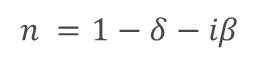 n = 1 − δ − iβ